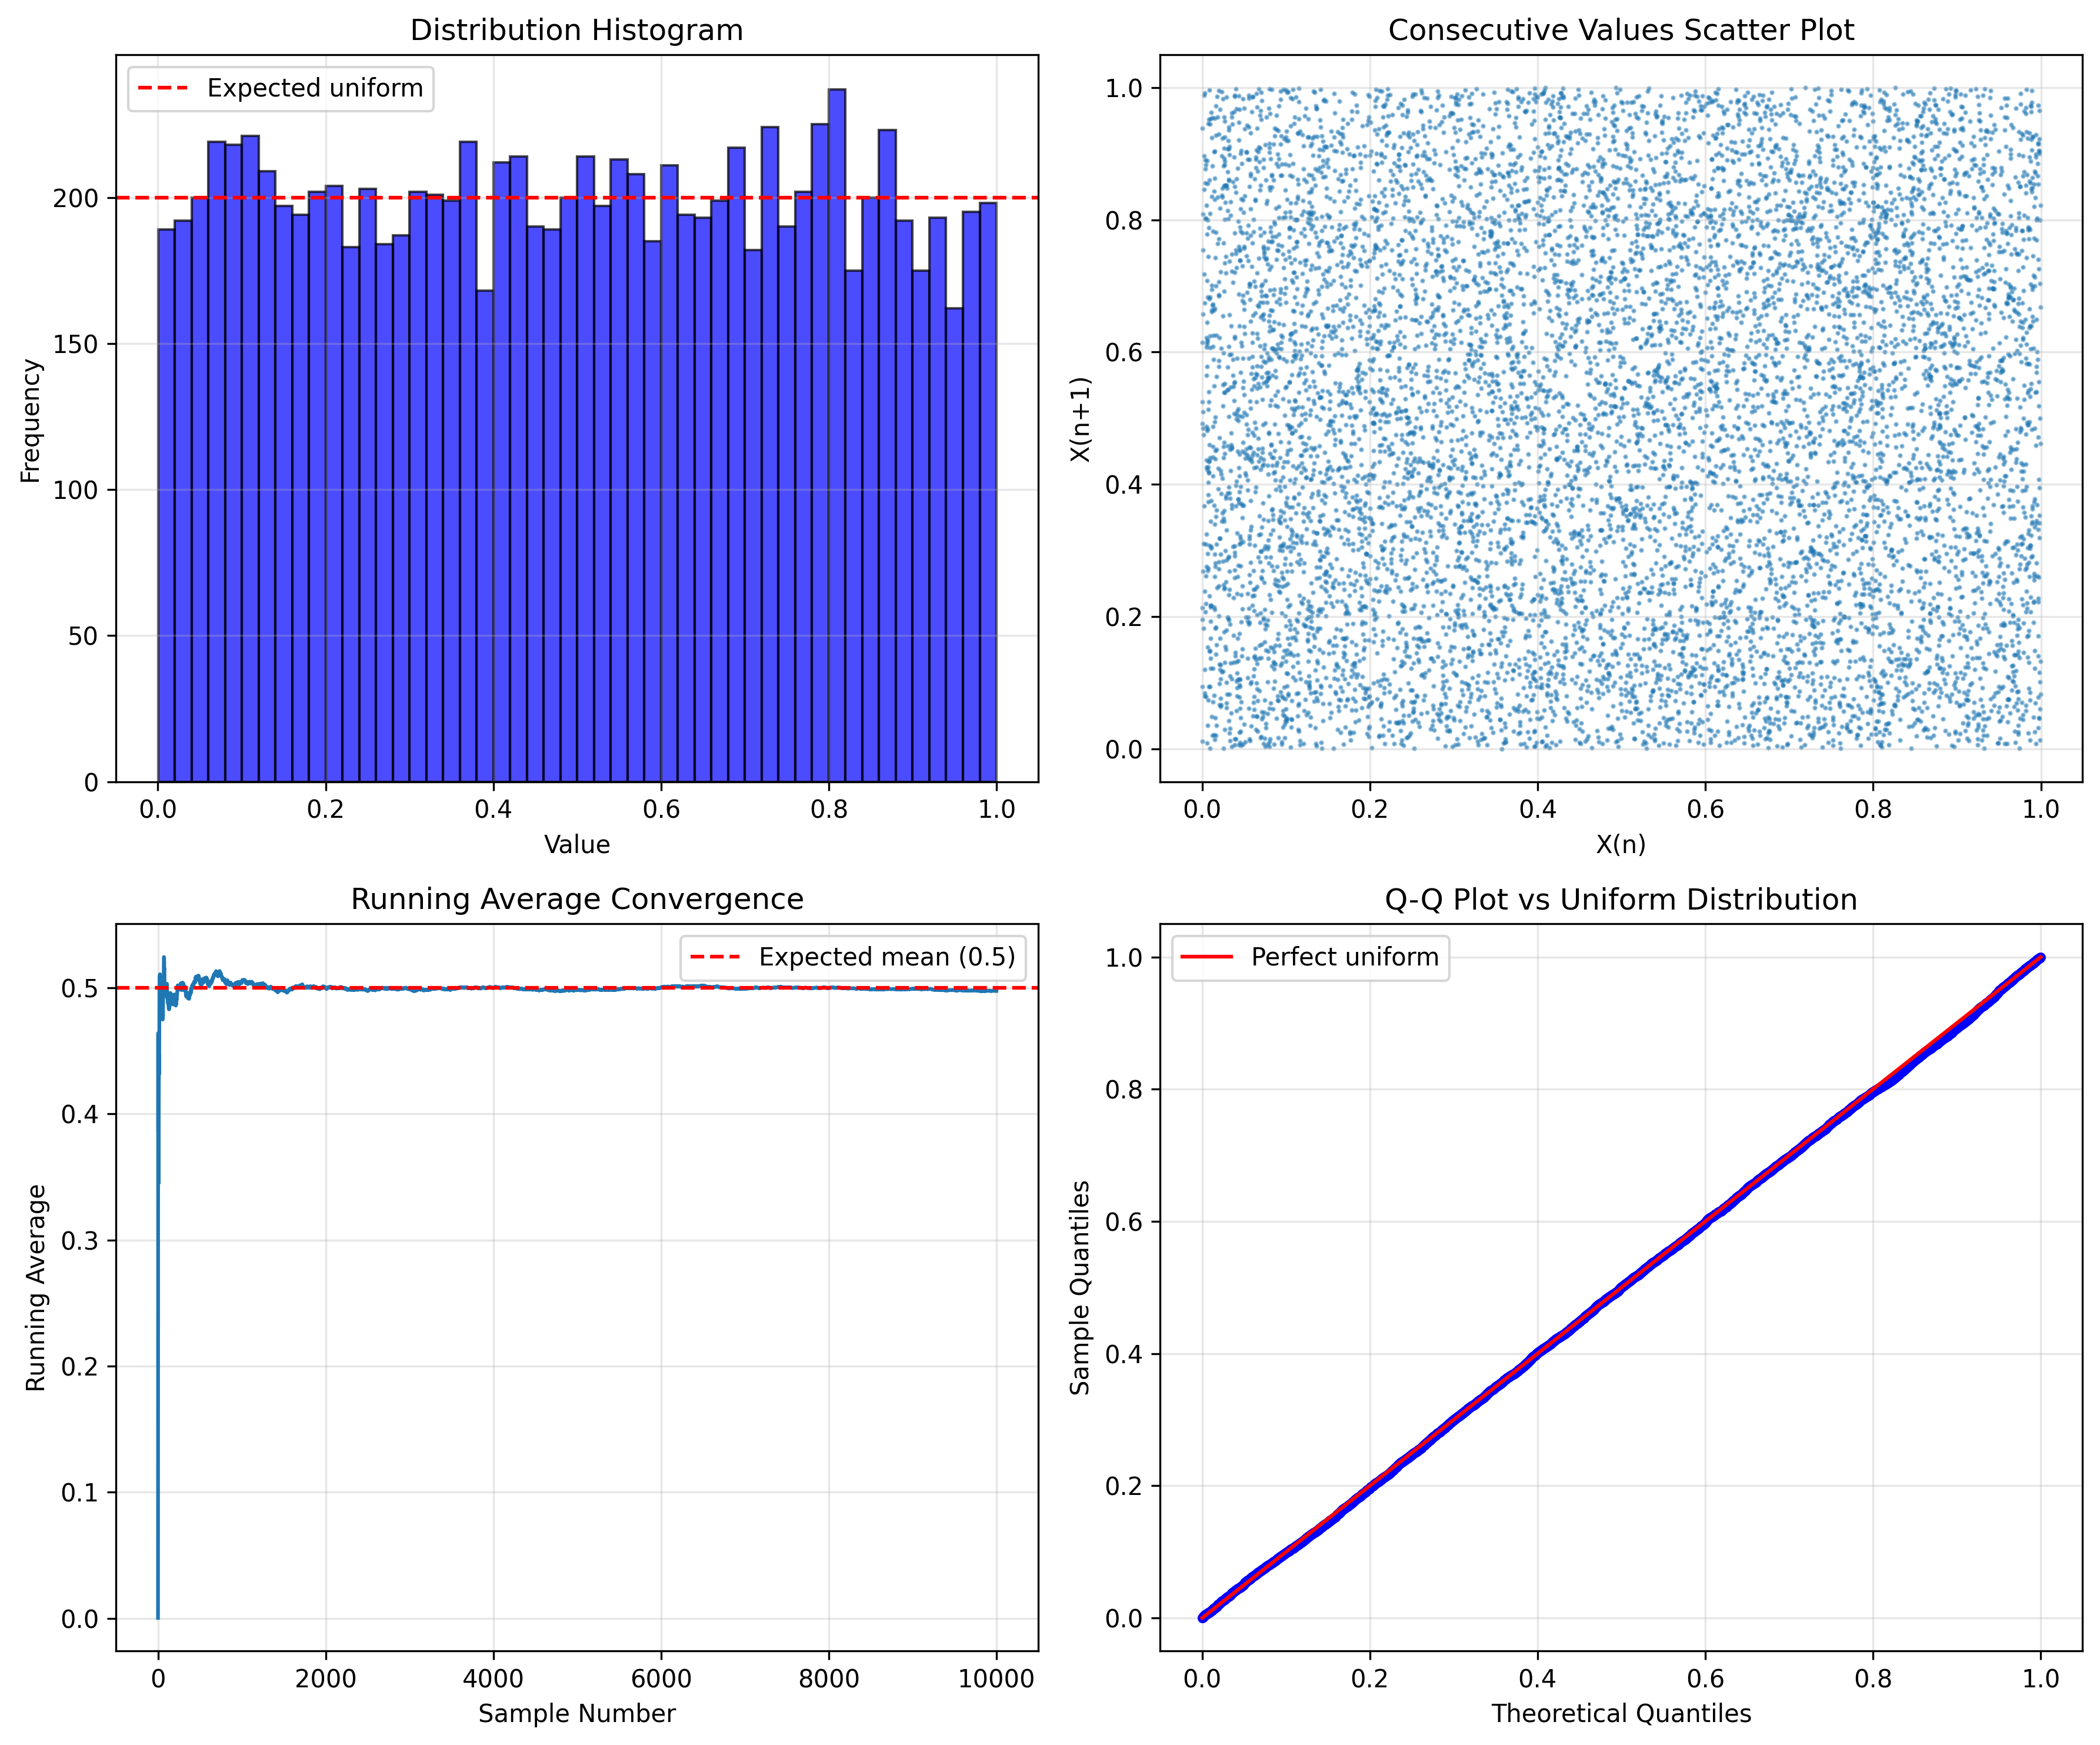 Distribution Histogram
Expected uniform
200
150
100
50
0
Frequency
0.0 0.2 0.4 0.6 0.8 1.0
Value
Consecutive Values Scatter Plot
1.0
0.8
0.6
0.4
0.2
0.0
X(n+1)
0.0 0.2 0.4 0.6 0.8 1.0
X(n)
Running Average Convergence
Expected mean (0.5)
0.5
0.4
0.3
0.2
0.1
0.0
Running Average
0 2000 4000 6000 8000 10000
Sample Number
Q-Q Plot vs Uniform Distribution
Perfect uniform
1.0
0.8
0.6
0.4
0.2
0.0
Sample Quantiles
0.0 0.2 0.4 0.6 0.8 1.0
Theoretical Quantiles